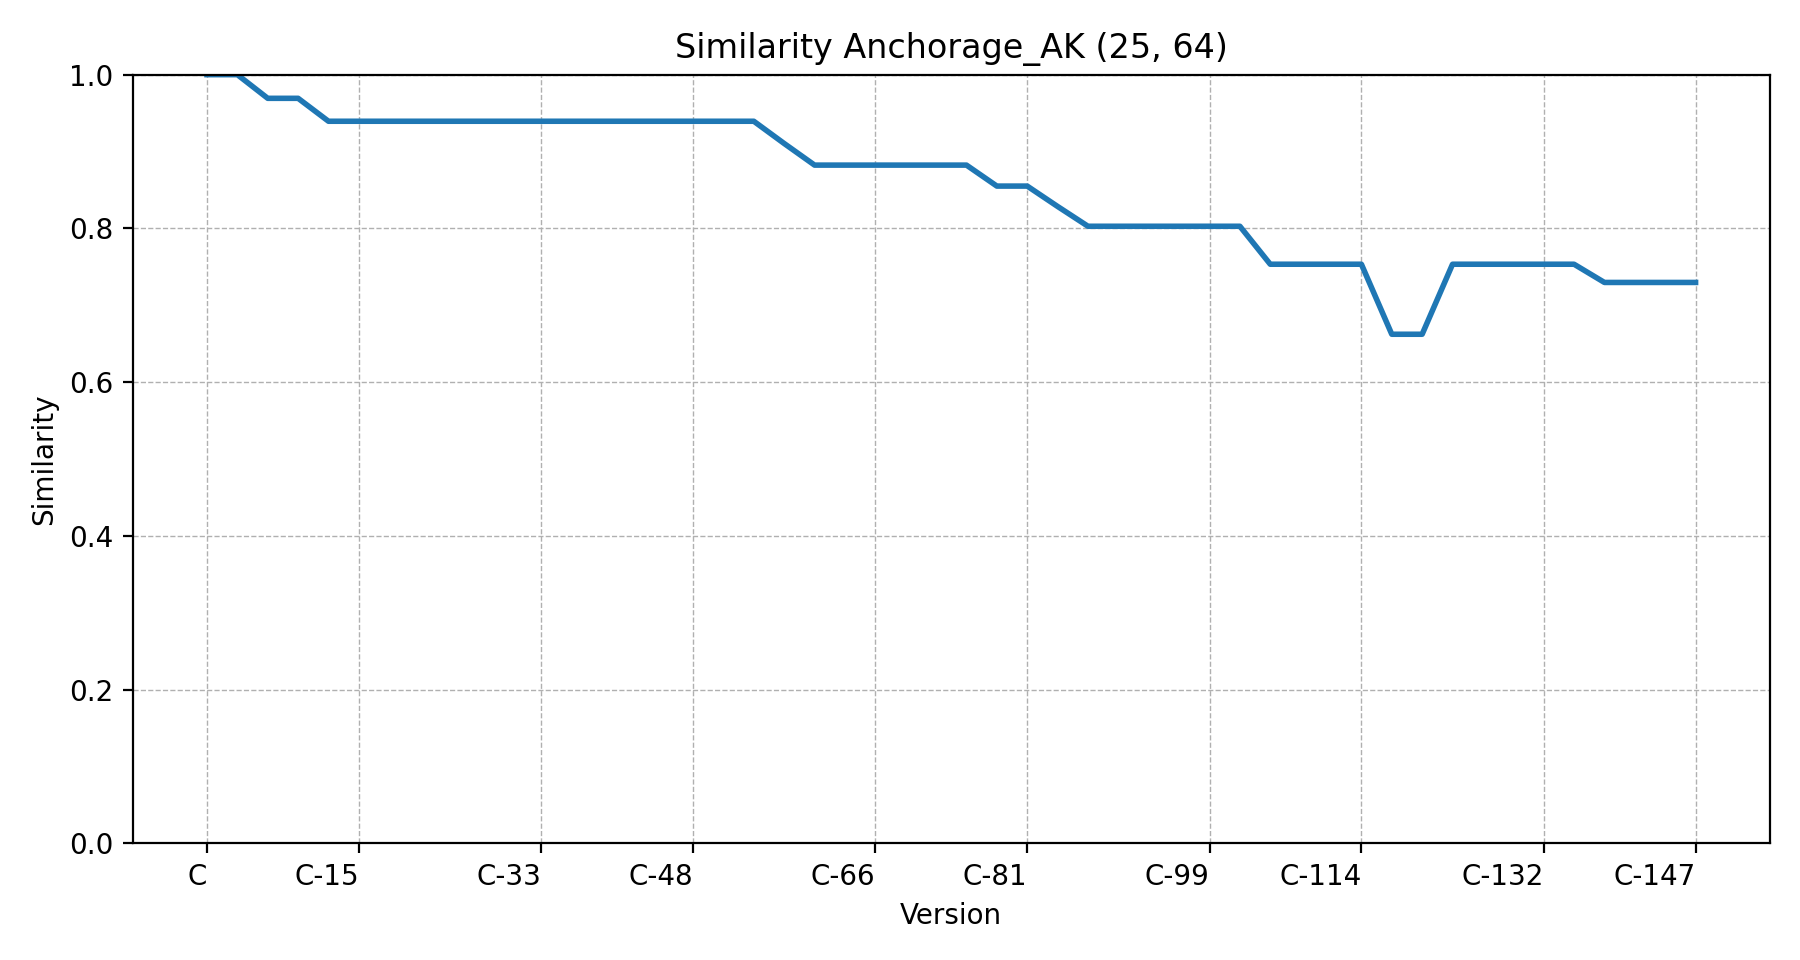 Similarity Anchorage_AK (25, 64)
1.0
0.8
0.6
0.4
0.2
0.0
Similarity
C C-15 C-33 C-48 C-66 C-81 C-99 C-114 C-132 C-147
Version